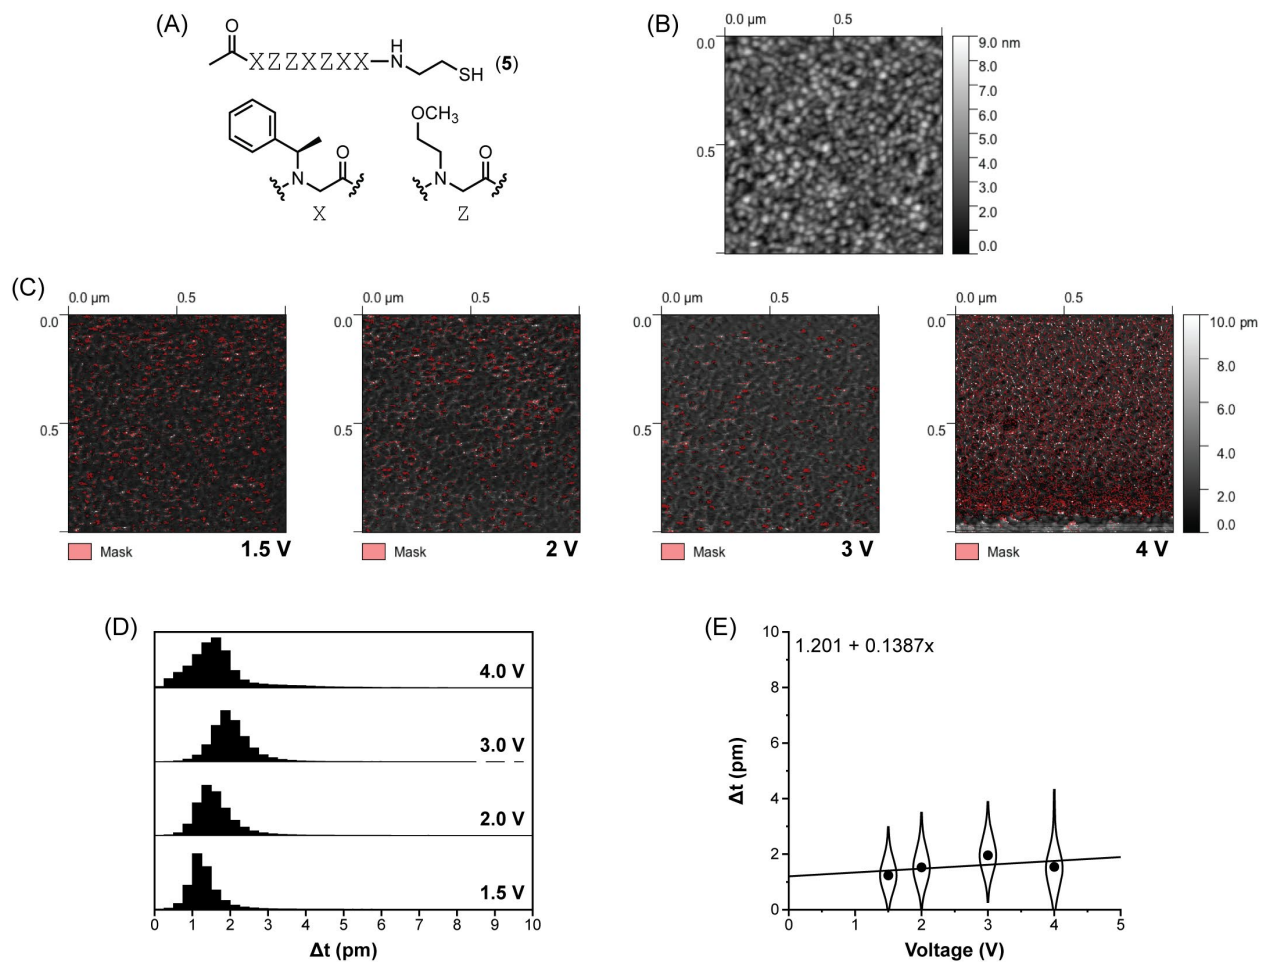 (A)
O
XZZXZXX
H
N
SH
(5)
OCH3
O
O
N
N
X
Z
(B)
0.0 µm 0.5
0.0
0.5
9.0 nm
8.0
7.0
6.0
5.0
4.0
3.0
2.0
0.0
(C)
0.0 µm 0.5
0.0
0.5
Mask 1.5 V
0.0 µm 0.5
0.0
0.5
Mask 2 V
0.0 µm 0.5
0.0
0.5
Mask 3 V
0.0 µm 0.5
0.0
0.5
Mask 4 V
10.0 pm
8.0
6.0
4.0
2.0
0.0
(D)
4.0 V
3.0 V
2.0 V
1.5 V
0 1 2 3 4 5 6 7 8 9 10
Δt (pm)
(E)
1.201 + 0.1387x
10
8
6
4
2
0
Δt (pm)
0 1 2 3 4 5
Voltage (V)